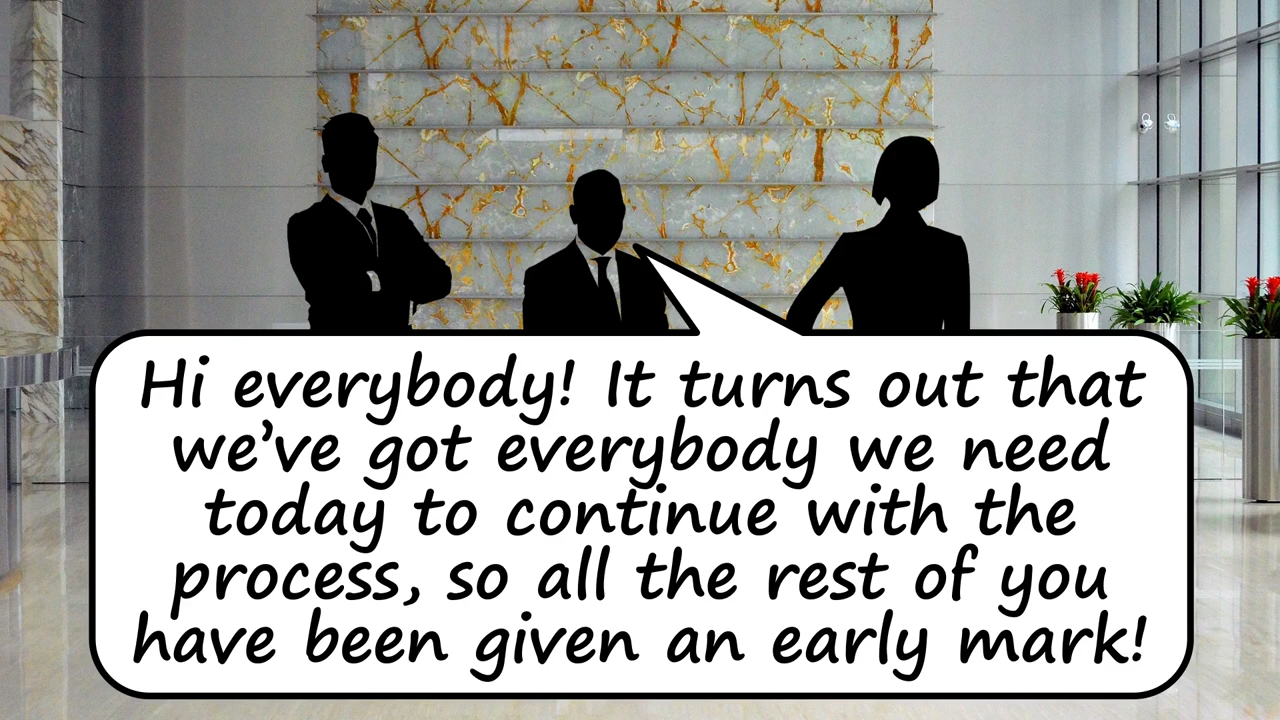 Hi everybody! It turns out that
we’ve got everybody we need
today to continue with the
process, so all the rest of you
have been given an early mark!